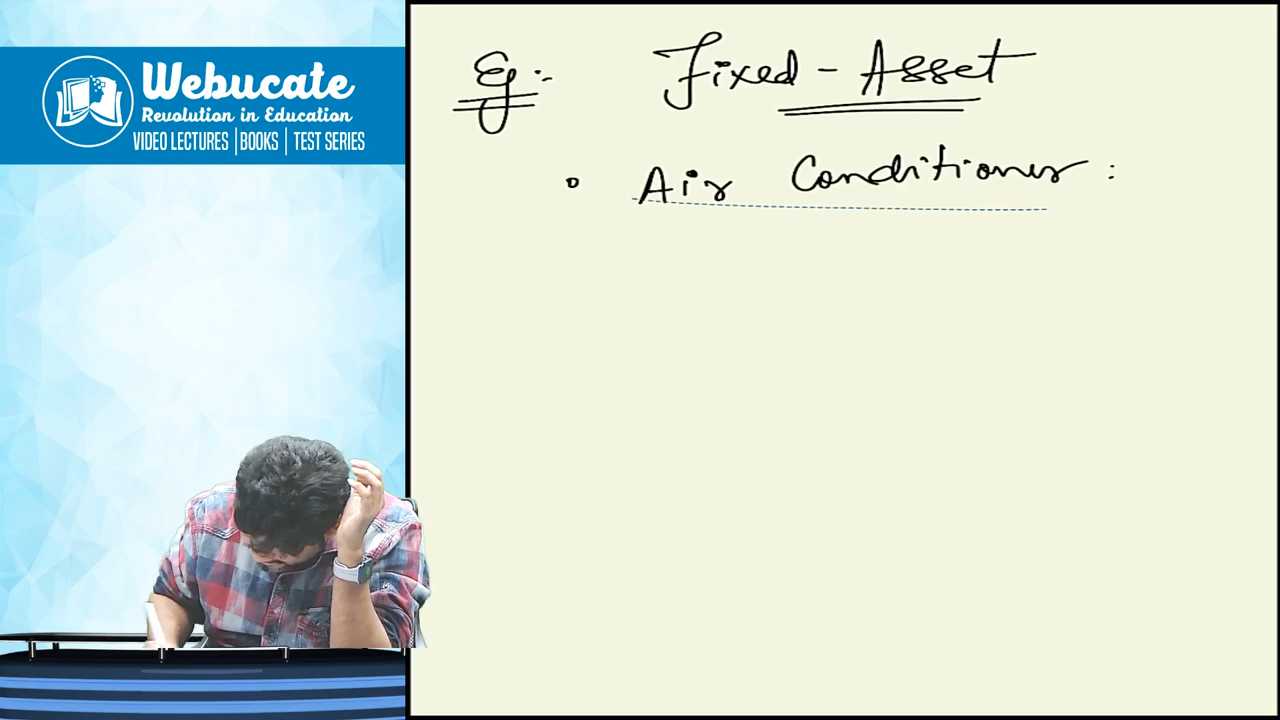 Webucate
Revolution in Education
VIDEO LECTURES | BOOKS | TEST SERIES
Eg:-
Fixed - Asset
Air Conditioner :